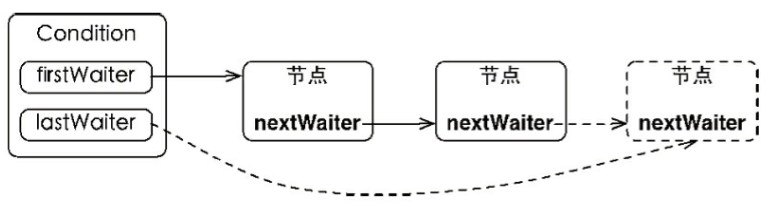 Condition
firstWaiter
lastWaiter
节点
nextWaiter
节点
nextWaiter
节点
nextWaiter